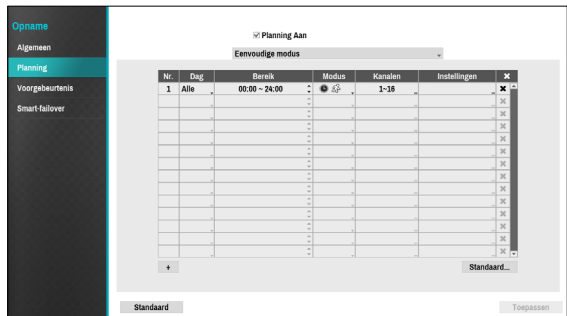 Opname
Algemeen
Planning
Voorgebeurtenis
Smart-failover
Planning Aan
Eenvoudige modus
Nr. Dag Bereik Modus Kanalen Instellingen
1 Alle 00:00 ~ 24:00 1~16
+ Standaard...
Standaard Toepassen